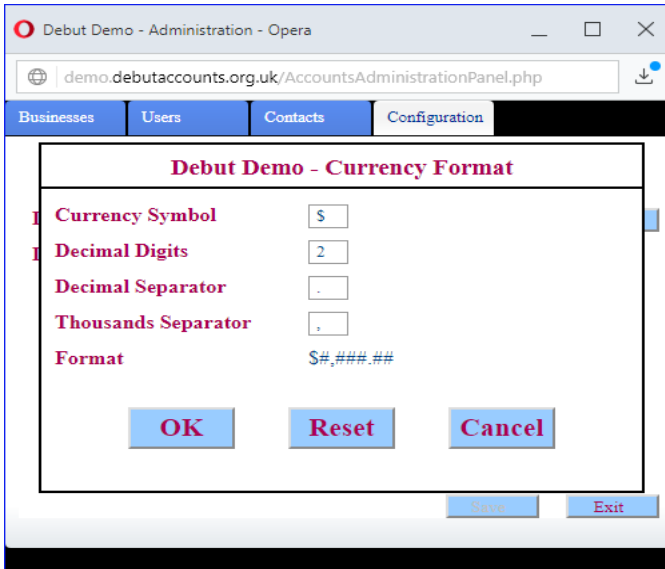 Debut Demo - Administration - Opera
demo.debutaccounts.org.uk/AccountsAdministrationPanel.php
Businesses Users Contacts Configuration
Debut Demo - Currency Format
Currency Symbol $
Decimal Digits 2
Decimal Separator .
Thousands Separator ,
Format $#,###.##
OK Reset Cancel
Save Exit